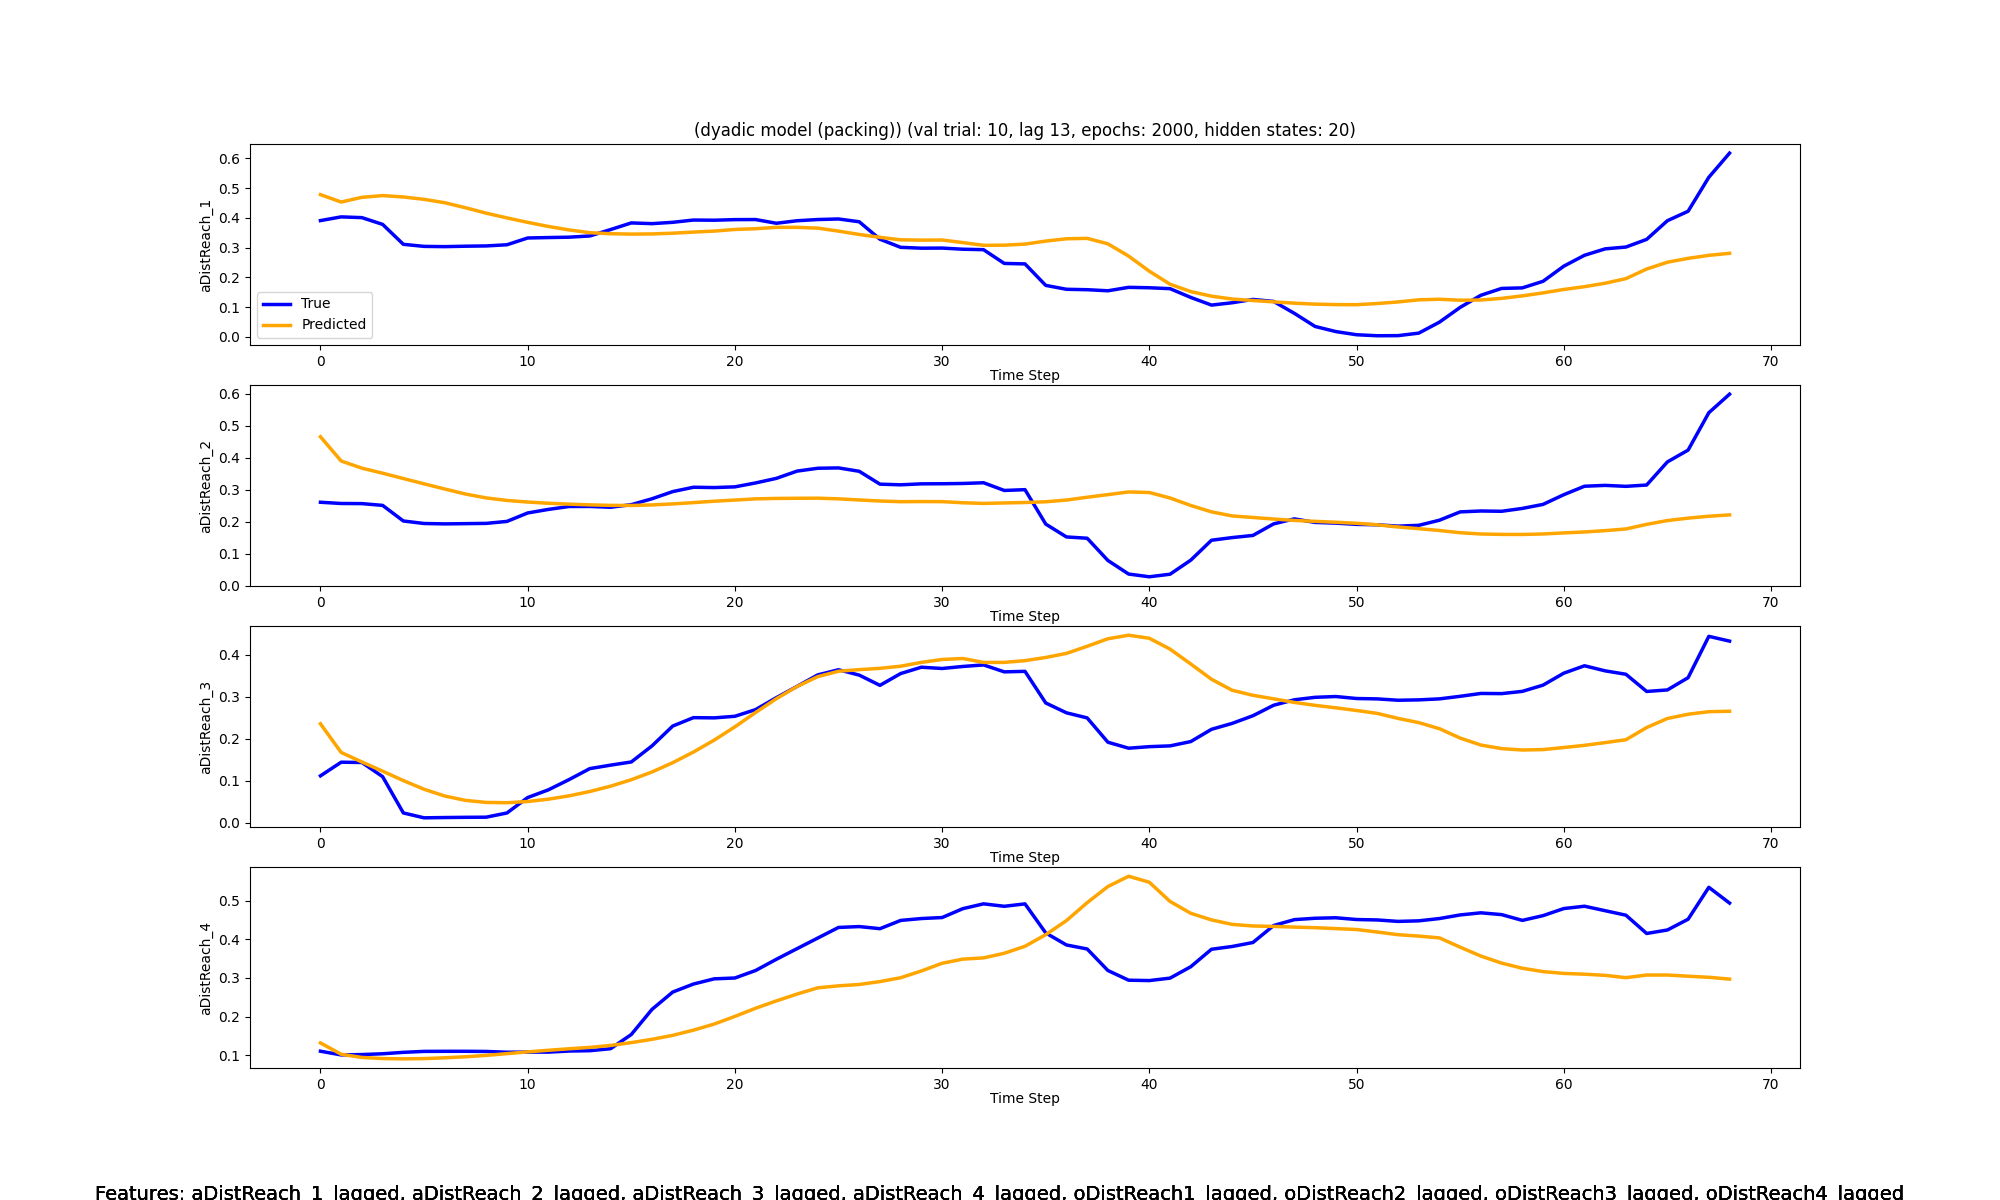 (dyadic model (packing)) (val trial: 10, lag 13, epochs: 2000, hidden states: 20)
0.6
0.5
0.4
0.3
0.2
0.1
0.0
aDistReach_1
True
Predicted
0 10 20 30 40 50 60 70
Time Step
0.6
0.5
0.4
0.3
0.2
0.1
0.0
aDistReach_2
0 10 20 30 40 50 60 70
Time Step
0.4
0.3
0.2
0.1
0.0
aDistReach_3
0 10 20 30 40 50 60 70
Time Step
0.5
0.4
0.3
0.2
0.1
aDistReach_4
0 10 20 30 40 50 60 70
Time Step
Features: aDistReach_1_lagged, aDistReach_2_lagged, aDistReach_3_lagged, aDistReach_4_lagged, oDistReach1_lagged, oDistReach2_lagged, oDistReach3_lagged, oDistReach4_lagged